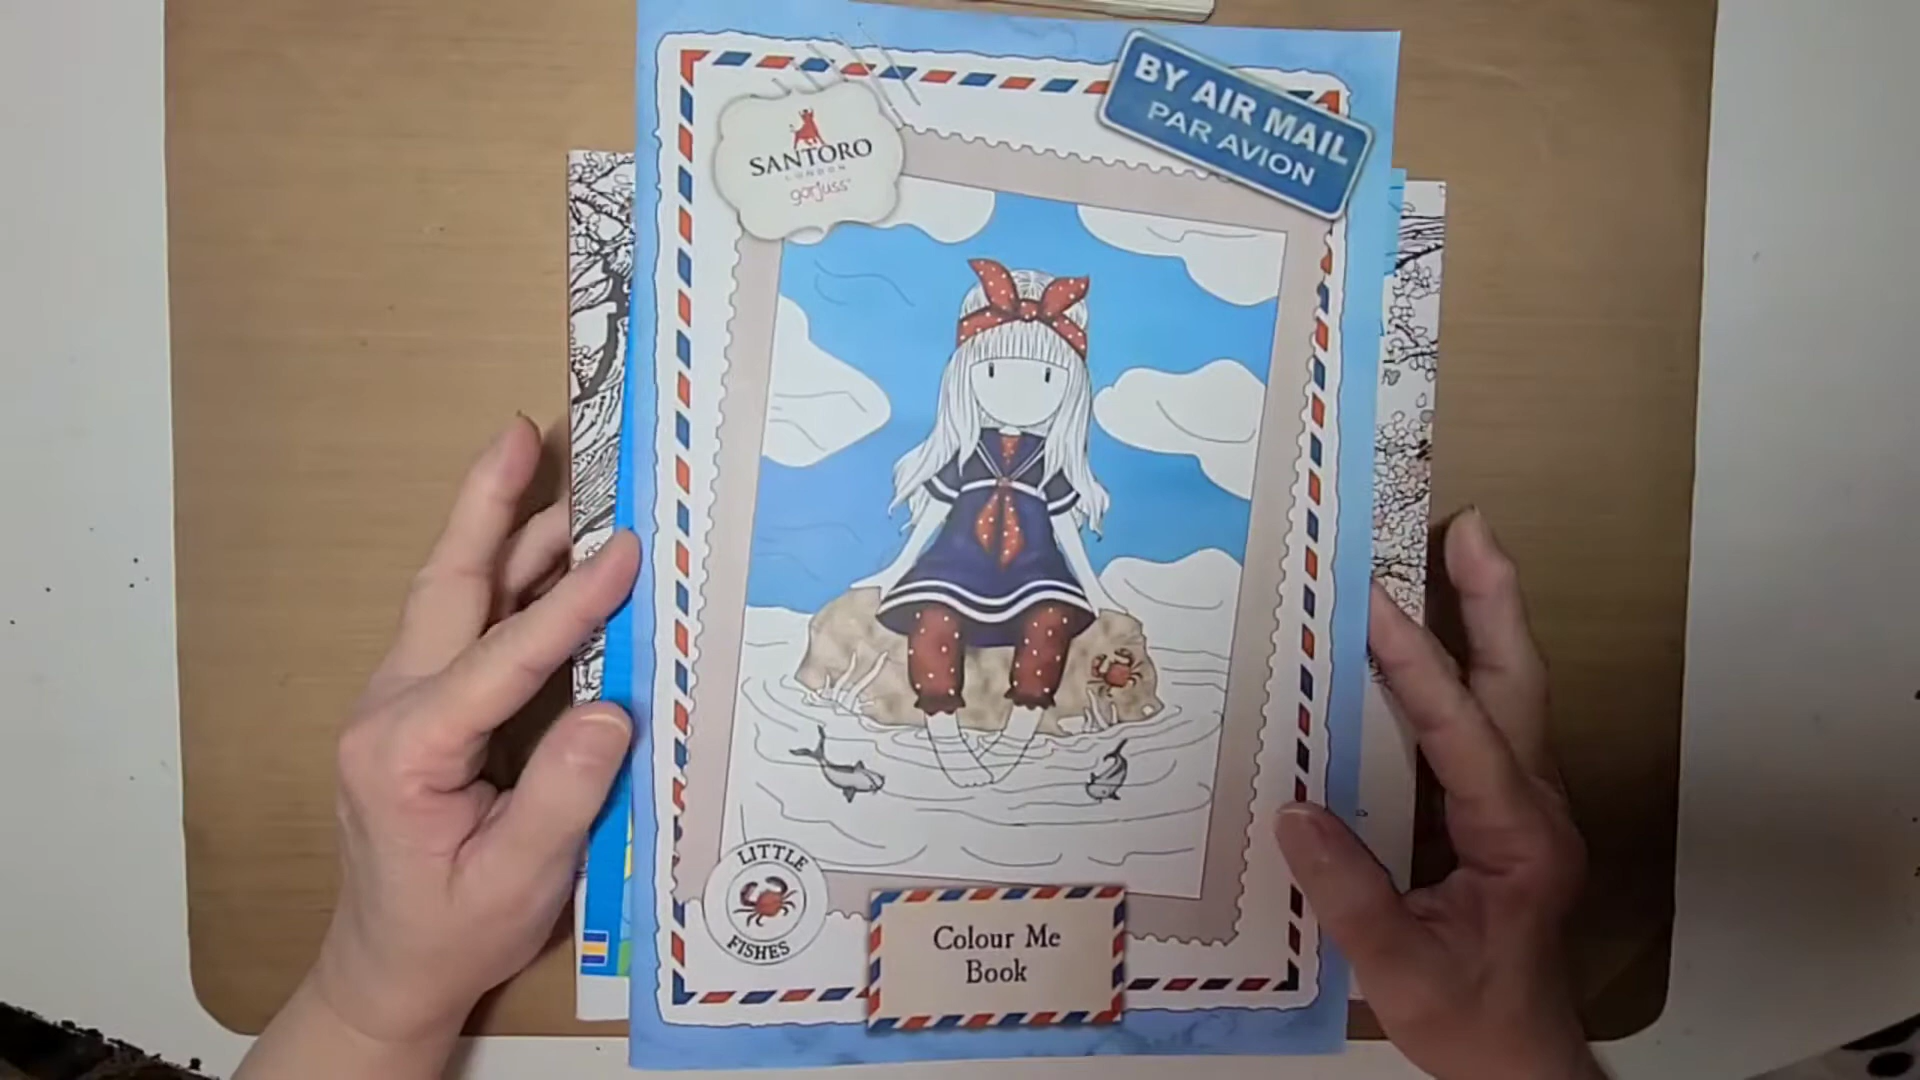 BY AIR MAIL
PAR AVION
SANTORO
LONDON
gorjuss
LITTLE
FISHES
Colour Me
Book